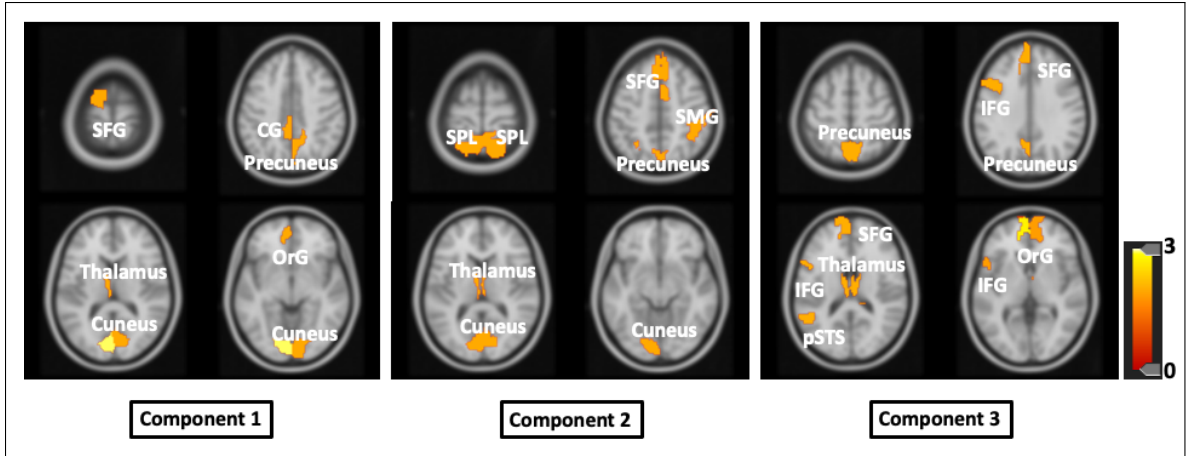 SFG
CG
Precuneus
Thalamus
Cuneus
OrG
Cuneus
Component 1
SPL SPL
SFG
SMG
Precuneus
Thalamus
Cuneus
Cuneus
Component 2
Precuneus
SFG
IFG
Precuneus
SFG
Thalamus
IFG
pSTS
OrG
IFG
Component 3
3
0